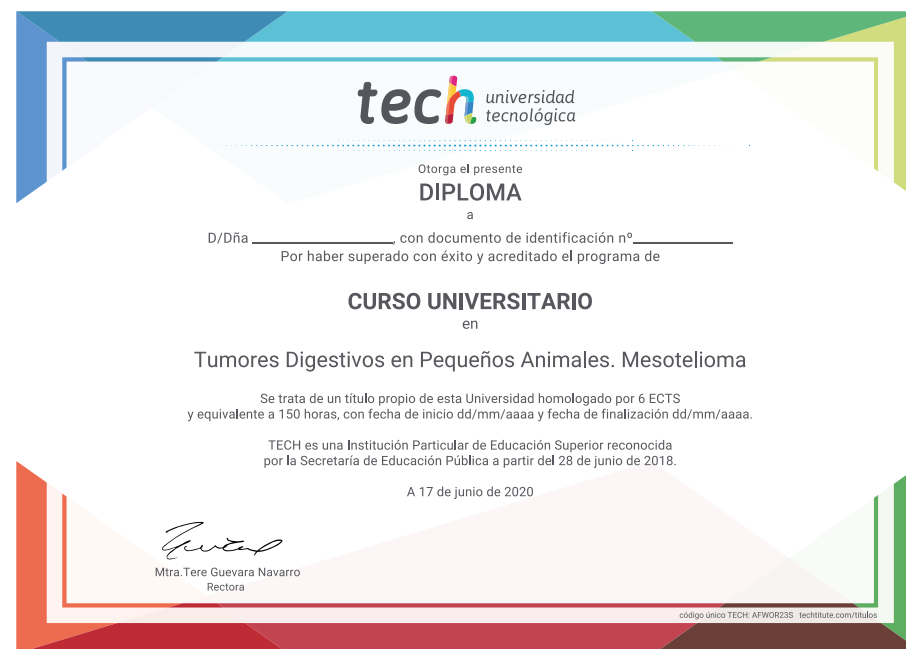 tech universidad
tecnológica
Otorga el presente
DIPLOMA
a
D/Dña ____________________, con documento de identificación nº______________
Por haber superado con éxito y acreditado el programa de
CURSO UNIVERSITARIO
en
Tumores Digestivos en Pequeños Animales. Mesotelioma
Se trata de un título propio de esta Universidad homologado por 6 ECTS
y equivalente a 150 horas, con fecha de inicio dd/mm/aaaa y fecha de finalización dd/mm/aaaa.
TECH es una Institución Particular de Educación Superior reconocida
por la Secretaría de Educación Pública a partir del 28 de junio de 2018.
A 17 de junio de 2020
Mtra.Tere Guevara Navarro
Rectora
código único TECH: AFWOR23S techtitute.com/titulos